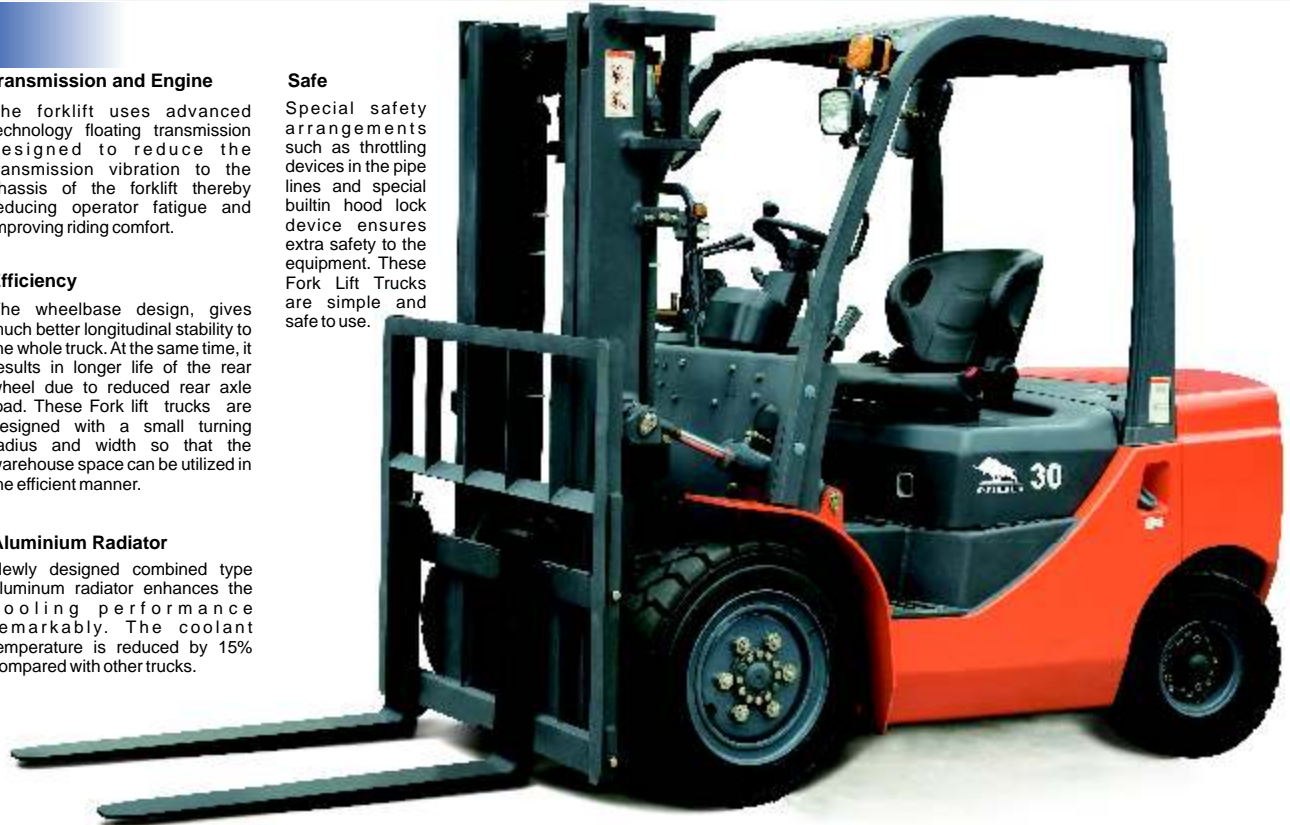 ransmission and Engine
he forklift uses advanced
echnology floating transmission
esigned to reduce the
ansmission vibration to the
hassis of the forklift thereby
educing operator fatigue and
mproving riding comfort.
Efficiency
The wheelbase design, gives
much better longitudinal stability to
he whole truck. At the same time, it
esults in longer life of the rear
wheel due to reduced rear axle
oad. These Fork lift trucks are
esigned with a small turning
adius and width so that the
warehouse space can be utilized in
he efficient manner.
Aluminium Radiator
Newly designed combined type
luminum radiator enhances the
cooling performance
emarkably. The coolant
emperature is reduced by 15%
ompared with other trucks.
Safe
Special safety
arrangements
such as throttling
devices in the pipe
lines and special
builtin hood lock
device ensures
extra safety to the
equipment. These
Fork Lift Trucks
are simple and
safe to use.
30